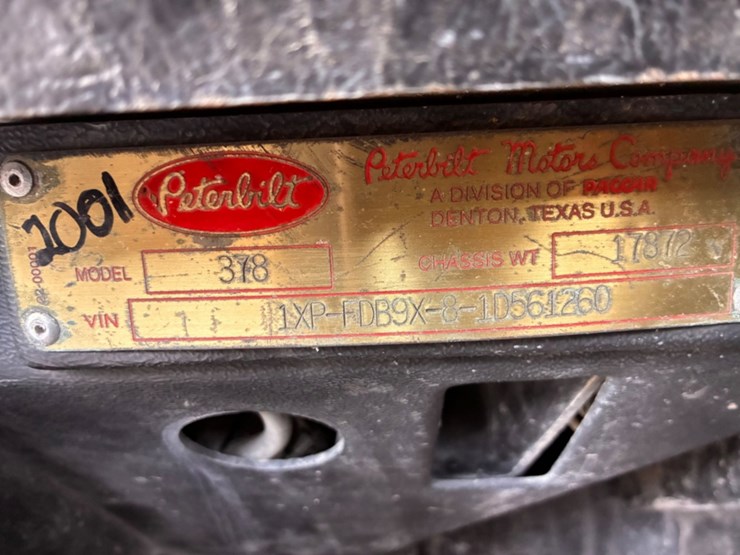 2001
Peterbilt
Peterbilt Motors Company
A DIVISION OF PACCAR
DENTON, TEXAS U.S.A.
MODEL 378
CHASSIS WT 17872
VIN 1XP-FDB9X-8-1D561260